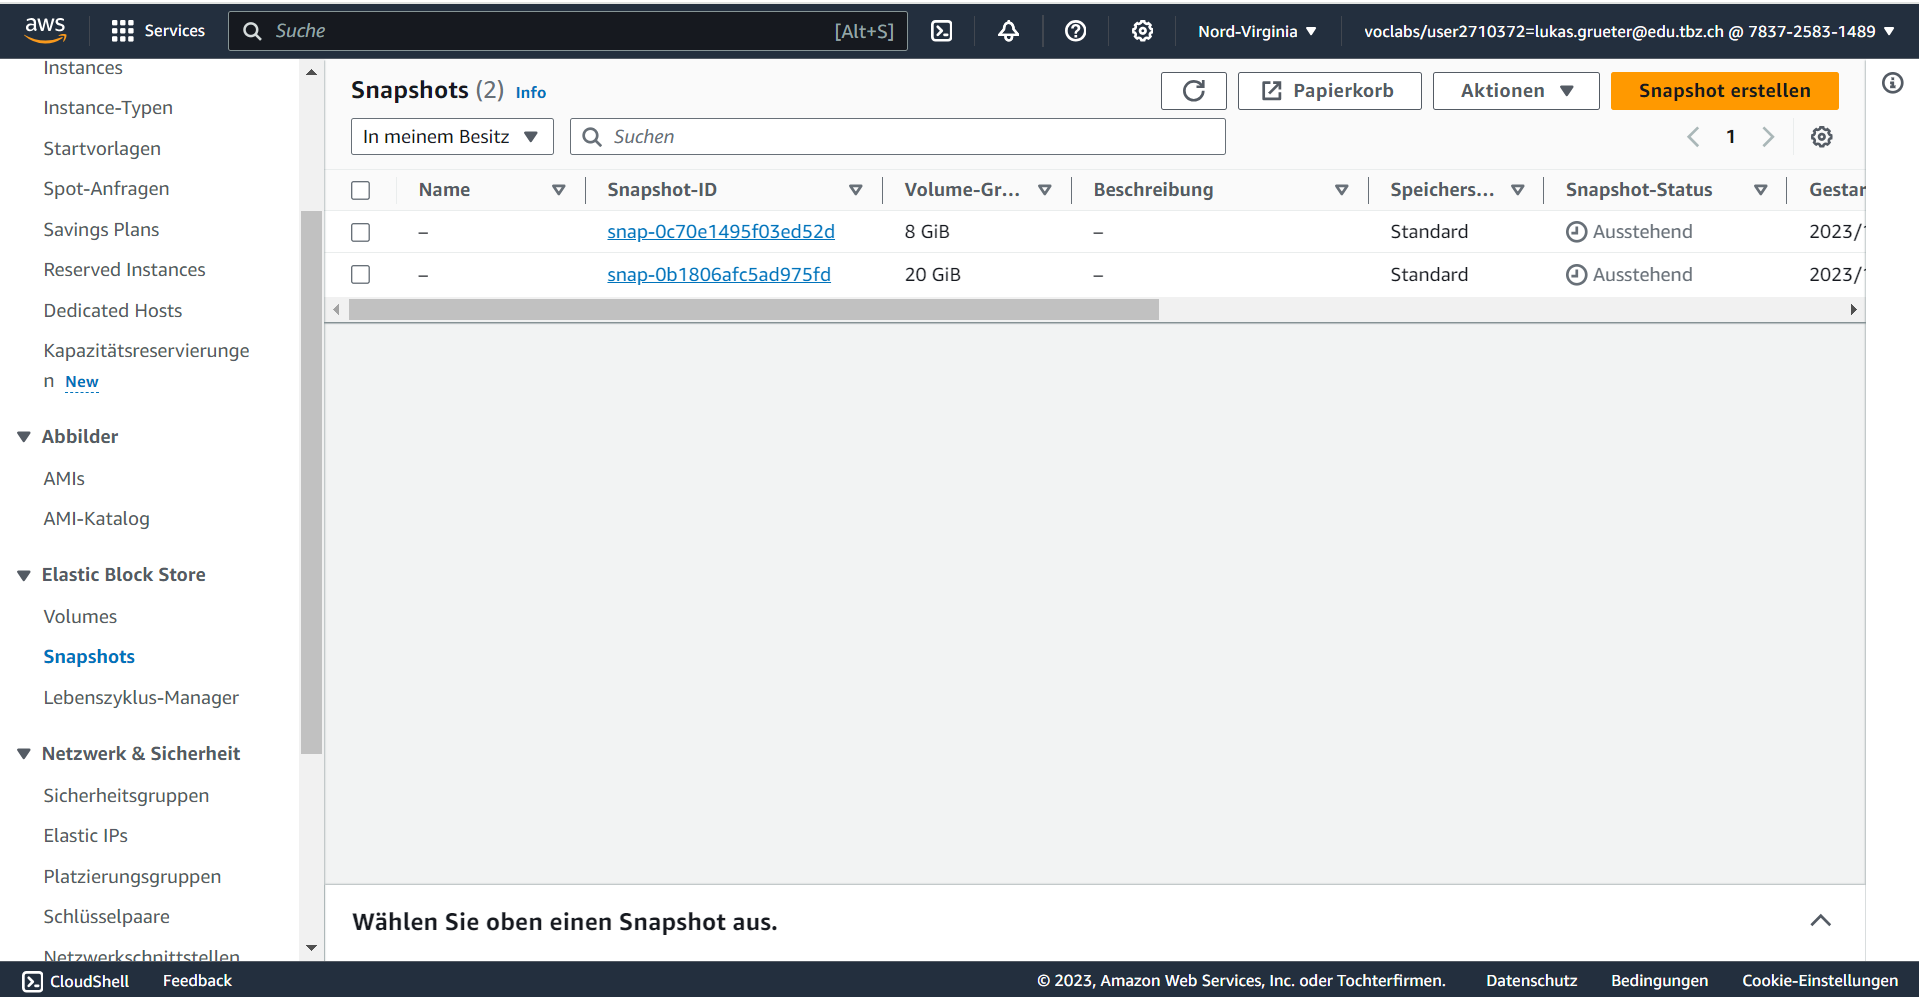 aws
Services
Suche
[Alt+S]
Nord-Virginia
voclabs/user2710372=lukas.grueter@edu.tbz.ch @ 7837-2583-1489
Instances
Instance-Typen
Startvorlagen
Spot-Anfragen
Savings Plans
Reserved Instances
Dedicated Hosts
Kapazitätsreservierunge
n New
Abbilder
AMIs
AMI-Katalog
Elastic Block Store
Volumes
Snapshots
Lebenszyklus-Manager
Netzwerk & Sicherheit
Sicherheitsgruppen
Elastic IPs
Platzierungsgruppen
Schlüsselpaare
Netzwerkschnittstellen
Snapshots (2) Info
Papierkorb
Aktionen
Snapshot erstellen
In meinem Besitz
Suchen
1
Name Snapshot-ID Volume-Gr... Beschreibung Speichers... Snapshot-Status Gestar
– snap-0c70e1495f03ed52d 8 GiB – Standard Ausstehend 2023/
– snap-0b1806afc5ad975fd 20 GiB – Standard Ausstehend 2023/
Wählen Sie oben einen Snapshot aus.
CloudShell
Feedback
© 2023, Amazon Web Services, Inc. oder Tochterfirmen.
Datenschutz
Bedingungen
Cookie-Einstellungen